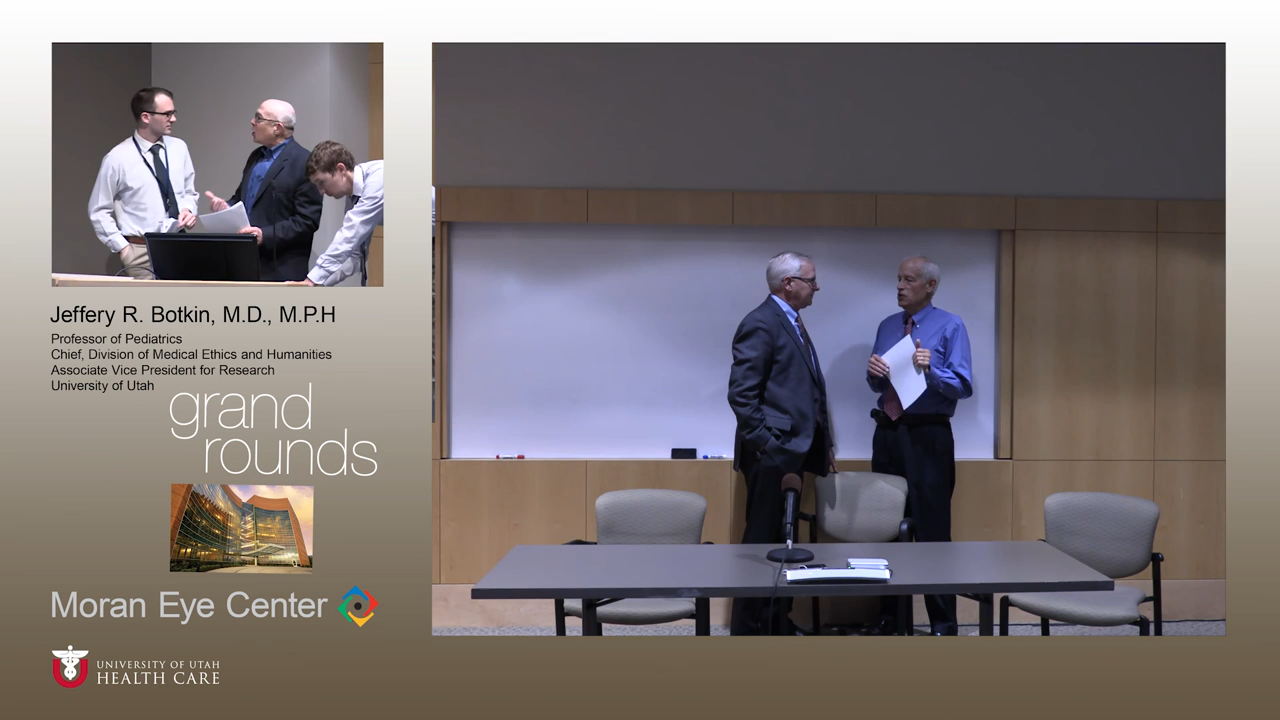 Jeffery R. Botkin, M.D., M.P.H
Professor of Pediatrics
Chief, Division of Medical Ethics and Humanities
Associate Vice President for Research
University of Utah
grand
rounds
Moran Eye Center
UNIVERSITY OF UTAH
HEALTH CARE